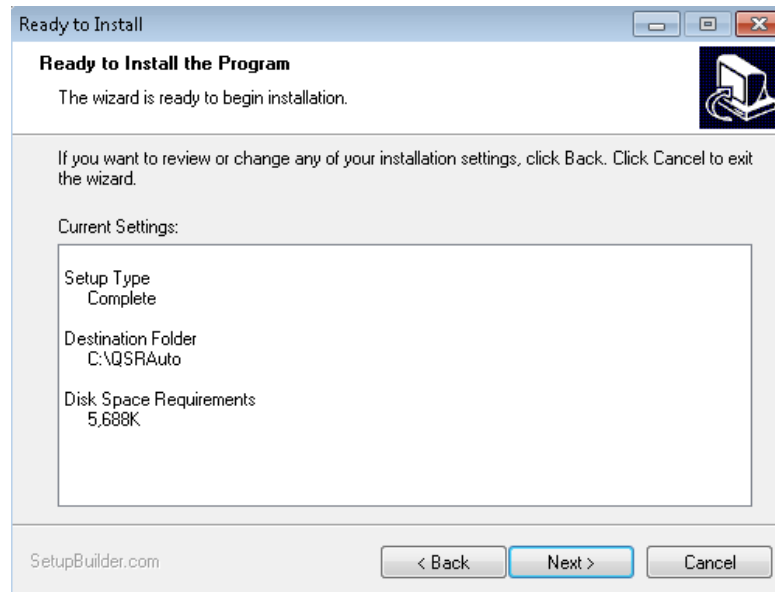 Ready to Install
Ready to Install the Program
The wizard is ready to begin installation.
If you want to review or change any of your installation settings, click Back. Click Cancel to exit
the wizard.
Current Settings:
Setup Type
Complete
Destination Folder
C:\QSRAuto
Disk Space Requirements
5,688K
SetupBuilder.com
< Back
Next >
Cancel